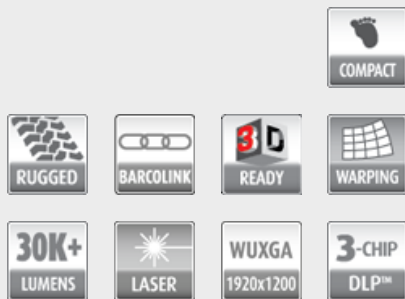 COMPACT
RUGGED
BARCOLINK
3D
READY
WARPING
30K+
LUMENS
LASER
WUXGA
1920x1200
3-CHIP
DLP™